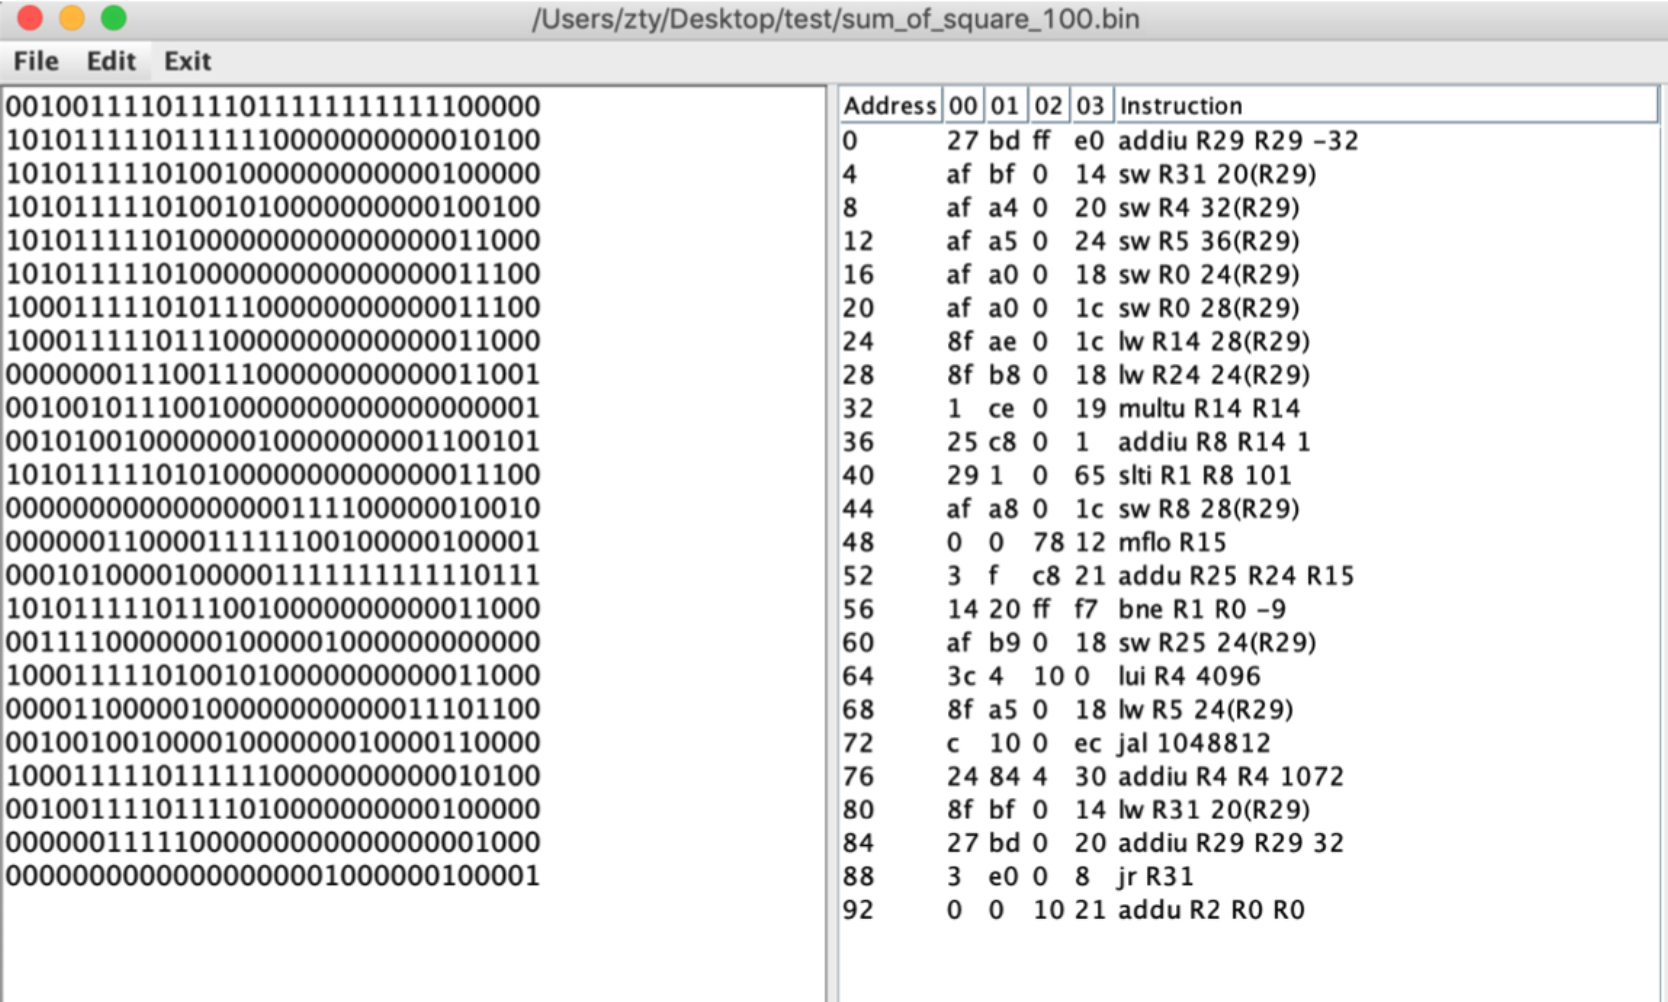 /Users/zty/Desktop/test/sum_of_square_100.bin
File Edit Exit
00100111101111011111111111100000
10101111101111110000000000010100
10101111101001000000000000100000
10101111101001010000000000100100
10101111101000000000000000011000
10101111101000000000000000011100
10001111101011100000000000011100
10001111101110000000000000011000
00000001110011100000000000011001
00100101110010000000000000000001
00101001000000010000000001100101
10101111101010000000000000011100
00000000000000000111100000010010
00000011000011111100100000100001
00010100001000001111111111110111
10101111101110010000000000011000
00111100000001000001000000000000
10001111101001010000000000011000
00001100000100000000000011101100
00100100100001000000010000110000
10001111101111110000000000010100
00100111101111010000000000100000
00000011111000000000000000001000
00000000000000000001000000100001
Address 00 01 02 03 Instruction
0 27 bd ff e0 addiu R29 R29 -32
4 af bf 0 14 sw R31 20(R29)
8 af a4 0 20 sw R4 32(R29)
12 af a5 0 24 sw R5 36(R29)
16 af a0 0 18 sw R0 24(R29)
20 af a0 0 1c sw R0 28(R29)
24 8f ae 0 1c lw R14 28(R29)
28 8f b8 0 18 lw R24 24(R29)
32 1 ce 0 19 multu R14 R14
36 25 c8 0 1 addiu R8 R14 1
40 29 1 0 65 slti R1 R8 101
44 af a8 0 1c sw R8 28(R29)
48 0 0 78 12 mflo R15
52 3 f c8 21 addu R25 R24 R15
56 14 20 ff f7 bne R1 R0 -9
60 af b9 0 18 sw R25 24(R29)
64 3c 4 10 0 lui R4 4096
68 8f a5 0 18 lw R5 24(R29)
72 c 10 0 ec jal 1048812
76 24 84 4 30 addiu R4 R4 1072
80 8f bf 0 14 lw R31 20(R29)
84 27 bd 0 20 addiu R29 R29 32
88 3 e0 0 8 jr R31
92 0 0 10 21 addu R2 R0 R0